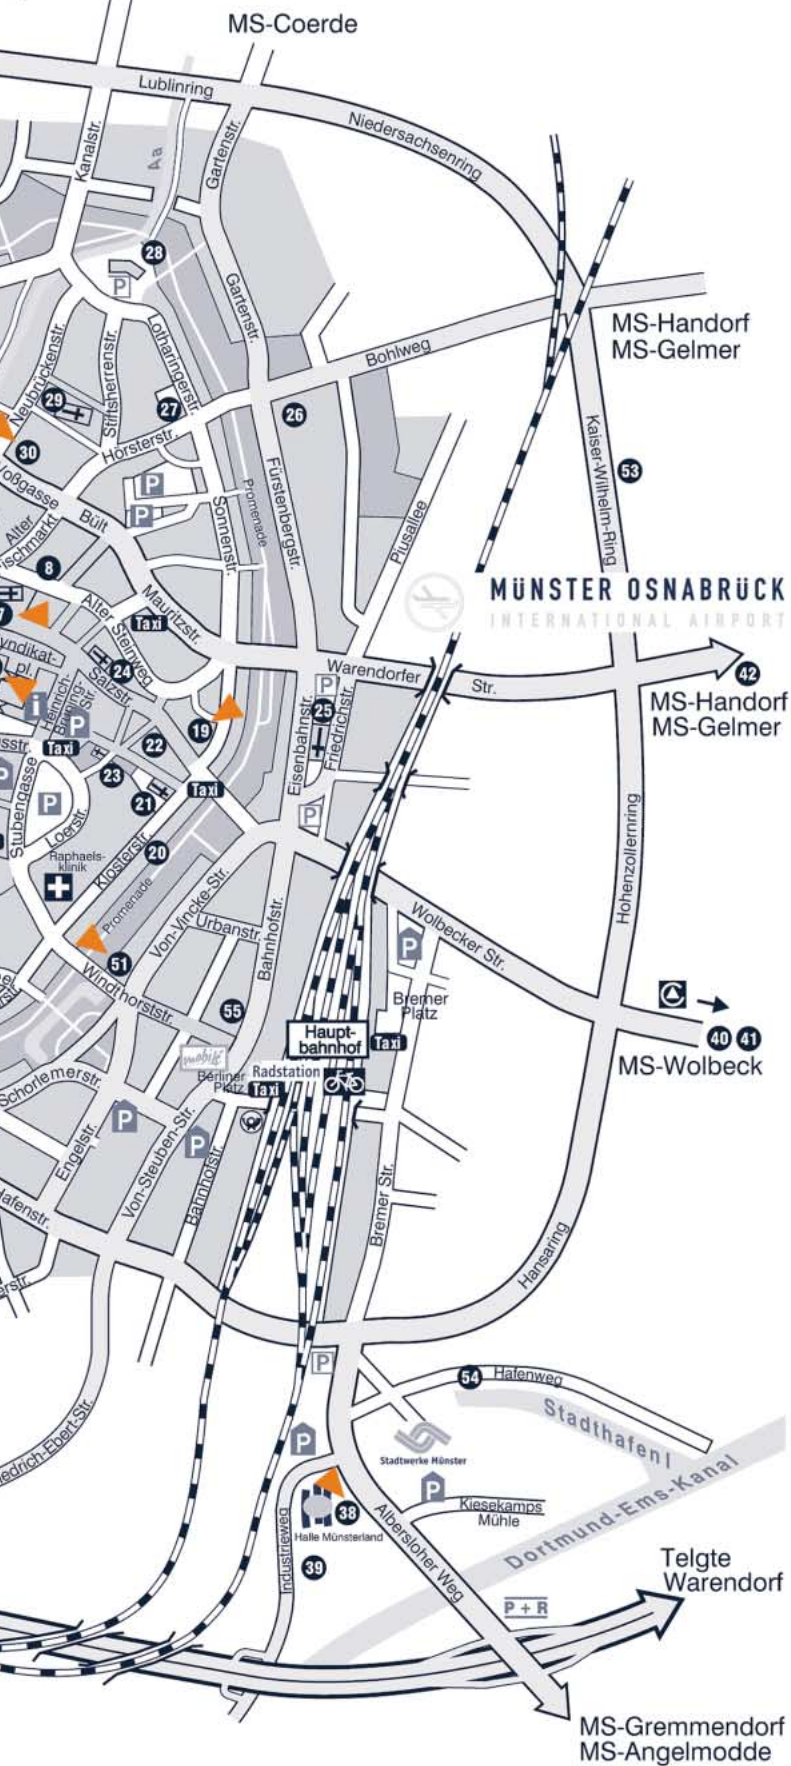 MS-Coerde
Lublinring
Niedersachsenring
Kanalstr.
Aa
Gartenstr.
28
P
Gartenstr.
MS-Handorf
MS-Gelmer
Neubrückenstr.
Stiftsherrenstr.
Lotharingerstr.
Bohlweg
29
27
26
30
Hörsterstr.
Kaiser-Wilhelm-Ring
53
P
P
Bült
Sonnenstr.
Promenade
Fürstenbergstr.
Piusallee
Alter
8
MÜNSTER OSNABRÜCK
INTERNATIONAL AIRPORT
Alter Steinweg
Mauritzstr.
Taxi
24
Salzstr.
Warendorfer
Str.
42
MS-Handorf
MS-Gelmer
pl.
i
P
Heinrich-
Brüning-
Str.
P
25
Eisenbahnstr.
Friedrichstr.
19
22
Taxi
23
21
Taxi
Stubengasse
P
P
Loerstr.
Hohenzollernring
Raphaels-
klinik
Klosterstr.
20
Promenade
Von-Vincke-Str.
Urbanstr.
Bahnhofstr.
Wolbecker Str.
P
51
Windthorststr.
55
Bremer
Platz
40 41
MS-Wolbeck
Haupt-
bahnhof
Taxi
mobilé
Berliner
Platz
Radstation
Taxi
Schorlemerstr.
P
P
Engelstr.
Von-Steuben-Str.
Bahnhofstr.
Bremer Str.
Hansaring
P
54
Hafenweg
Stadthafen I
P
Stadtwerke Münster
P
Kiesekamps
Mühle
Dortmund-Ems-Kanal
38
Halle Münsterland
Industrieweg
39
Albersloher Weg
P + R
Telgte
Warendorf
MS-Gremmendorf
MS-Angelmodde